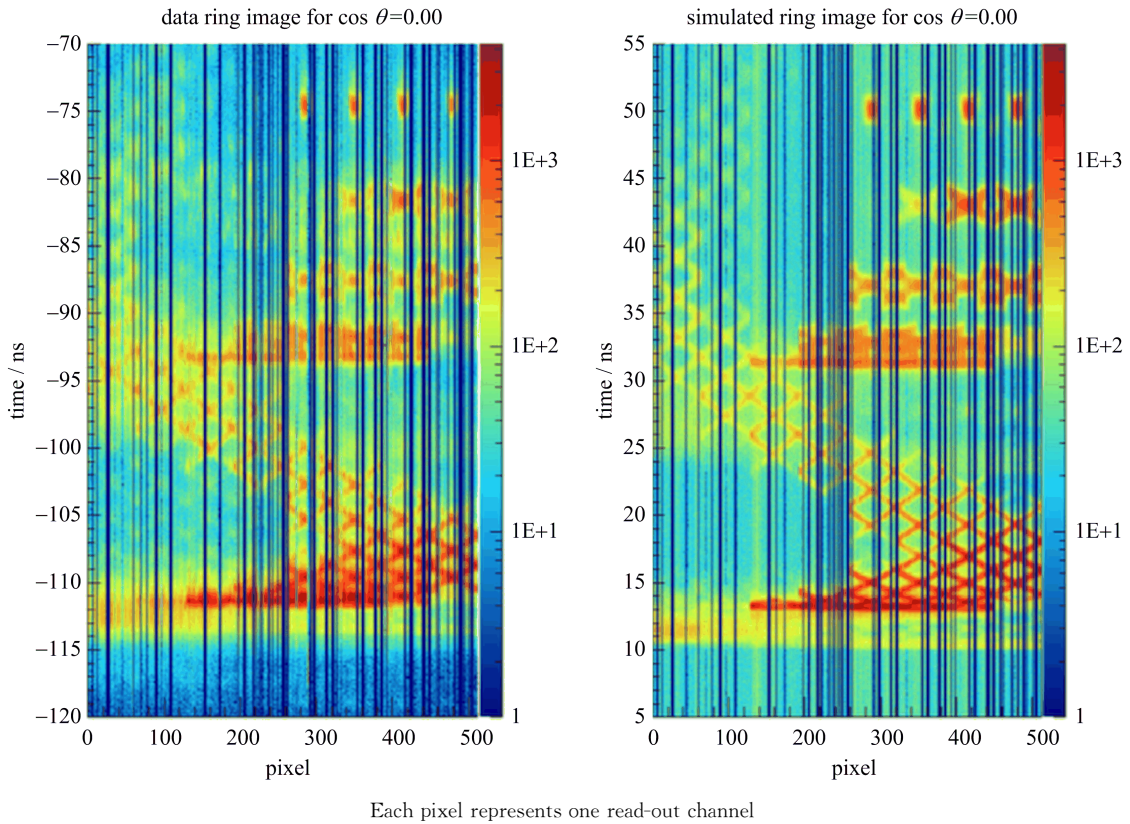 data ring image for cos θ=0.00
simulated ring image for cos θ=0.00
−70
−75
−80
−85
−90
−95
−100
−105
−110
−115
−120
time / ns
0 100 200 300 400 500
pixel
1E+3
1E+2
1E+1
1
55
50
45
40
35
30
25
20
15
10
5
time / ns
0 100 200 300 400 500
pixel
1E+3
1E+2
1E+1
1
Each pixel represents one read-out channel